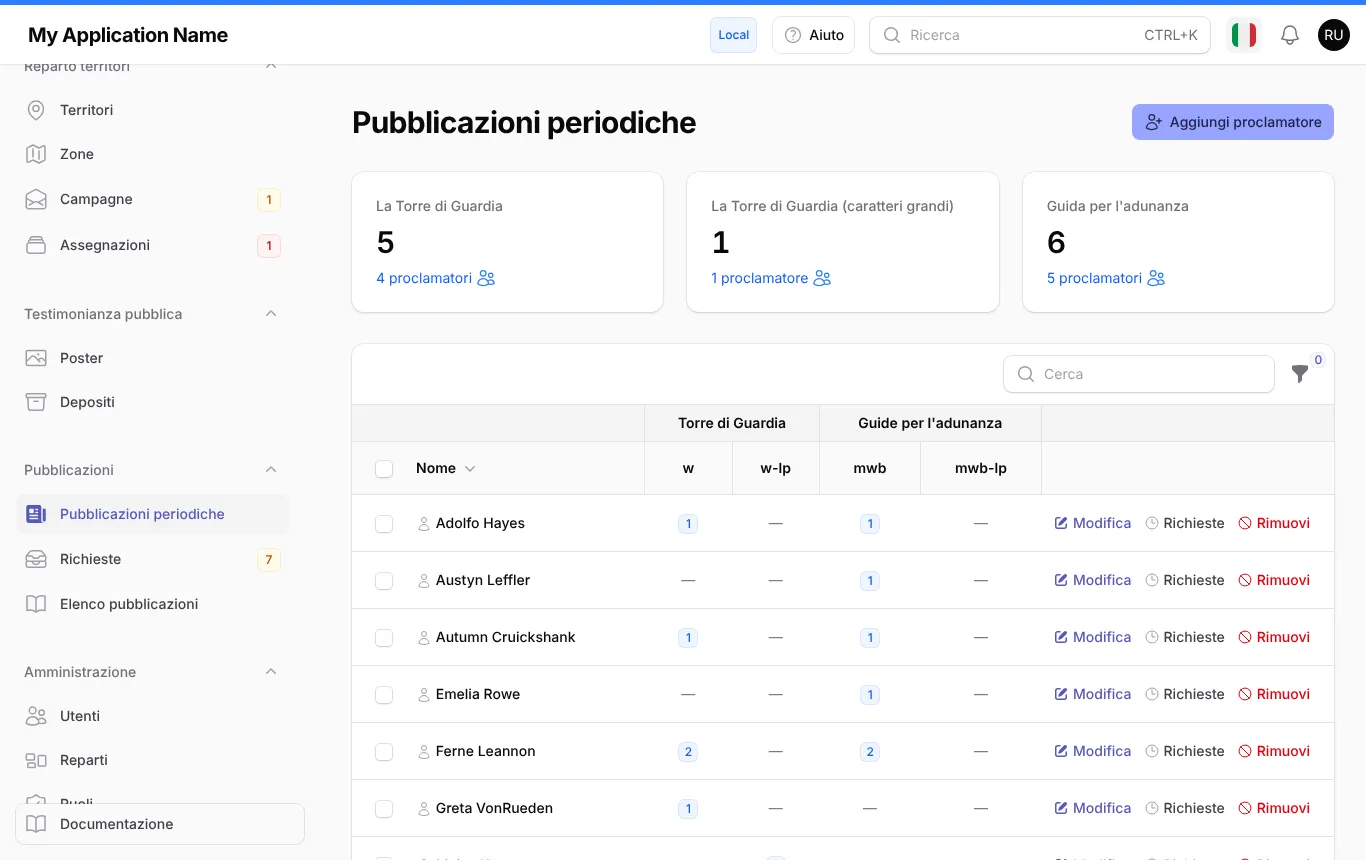 My Application Name
Local
Aiuto
Ricerca
CTRL+K
RU
Reparto territori
Territori
Zone
Campagne 1
Assegnazioni 1
Testimonianza pubblica
Poster
Depositi
Pubblicazioni
Pubblicazioni periodiche
Richieste 7
Elenco pubblicazioni
Amministrazione
Utenti
Reparti
Ruoli
Documentazione
Pubblicazioni periodiche
Aggiungi proclamatore
La Torre di Guardia
5
4 proclamatori
La Torre di Guardia (caratteri grandi)
1
1 proclamatore
Guida per l'adunanza
6
5 proclamatori
Cerca
0
Torre di Guardia Guide per l'adunanza
Nome w w-lp mwb mwb-lp
Adolfo Hayes 1 — 1 — Modifica Richieste Rimuovi
Austyn Leffler — — 1 — Modifica Richieste Rimuovi
Autumn Cruickshank 1 — 1 — Modifica Richieste Rimuovi
Emelia Rowe — — 1 — Modifica Richieste Rimuovi
Ferne Leannon 2 — 2 — Modifica Richieste Rimuovi
Greta VonRueden 1 — — — Modifica Richieste Rimuovi